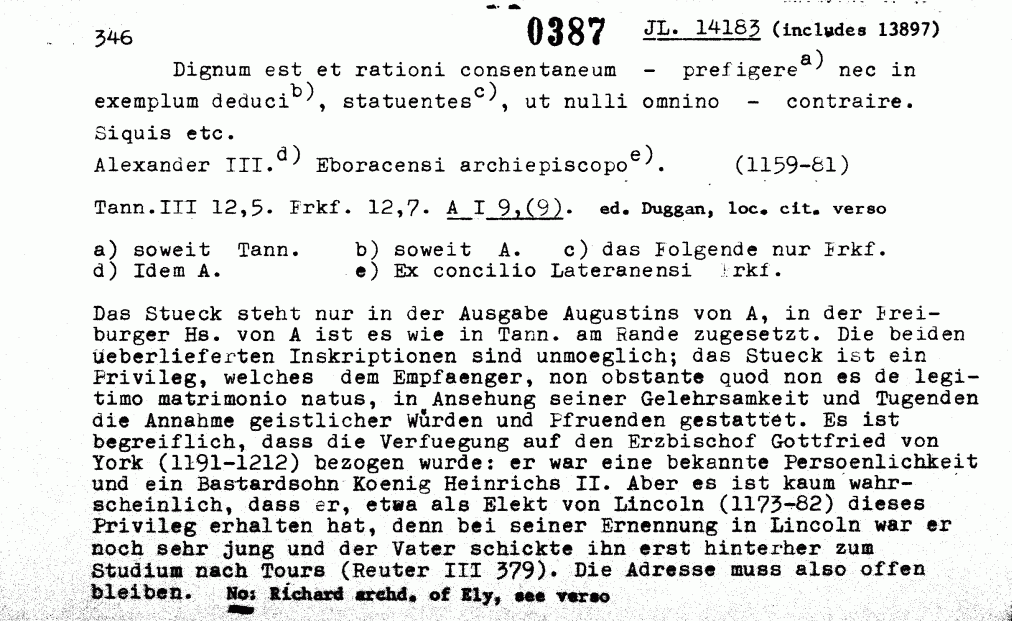 346 0387 JL. 14183 (includes 13897)
Dignum est et rationi consentaneum - prefigere a) nec in
exemplum deduci b), statuentes c), ut nulli omnino - contraire.
Siquis etc.
Alexander III. d) Eboracensi archiepiscopo e). (1159-81)
Tann.III 12,5. Frkf. 12,7. A I 9,(9). ed. Duggan, loc. cit. verso
a) soweit Tann. b) soweit A. c) das Folgende nur Frkf.
d) Idem A. e) Ex concilio Lateranensi Frkf.
Das Stueck steht nur in der Ausgabe Augustins von A, in der Frei-
burger Hs. von A ist es wie in Tann. am Rande zugesetzt. Die beiden
ueberlieferten Inskriptionen sind unmoeglich; das Stueck ist ein
Privileg, welches dem Empfaenger, non obstante quod non es de legi-
timo matrimonio natus, in Ansehung seiner Gelehrsamkeit und Tugenden
die Annahme geistlicher Würden und Pfruenden gestattet. Es ist
begreiflich, dass die Verfuegung auf den Erzbischof Gottfried von
York (1191-1212) bezogen wurde: er war eine bekannte Persoenlichkeit
und ein Bastardsohn Koenig Heinrichs II. Aber es ist kaum wahr-
scheinlich, dass er, etwa als Elekt von Lincoln (1173-82) dieses
Privileg erhalten hat, denn bei seiner Ernennung in Lincoln war er
noch sehr jung und der Vater schickte ihn erst hinterher zum
Studium nach Tours (Reuter III 379). Die Adresse muss also offen
bleiben. No: Richard archd. of Ely, see verso